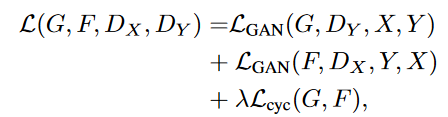 ℒ(G, F, D_X, D_Y) = ℒ_GAN(G, D_Y, X, Y)
+ ℒ_GAN(F, D_X, Y, X)
+ λℒ_cyc(G, F),